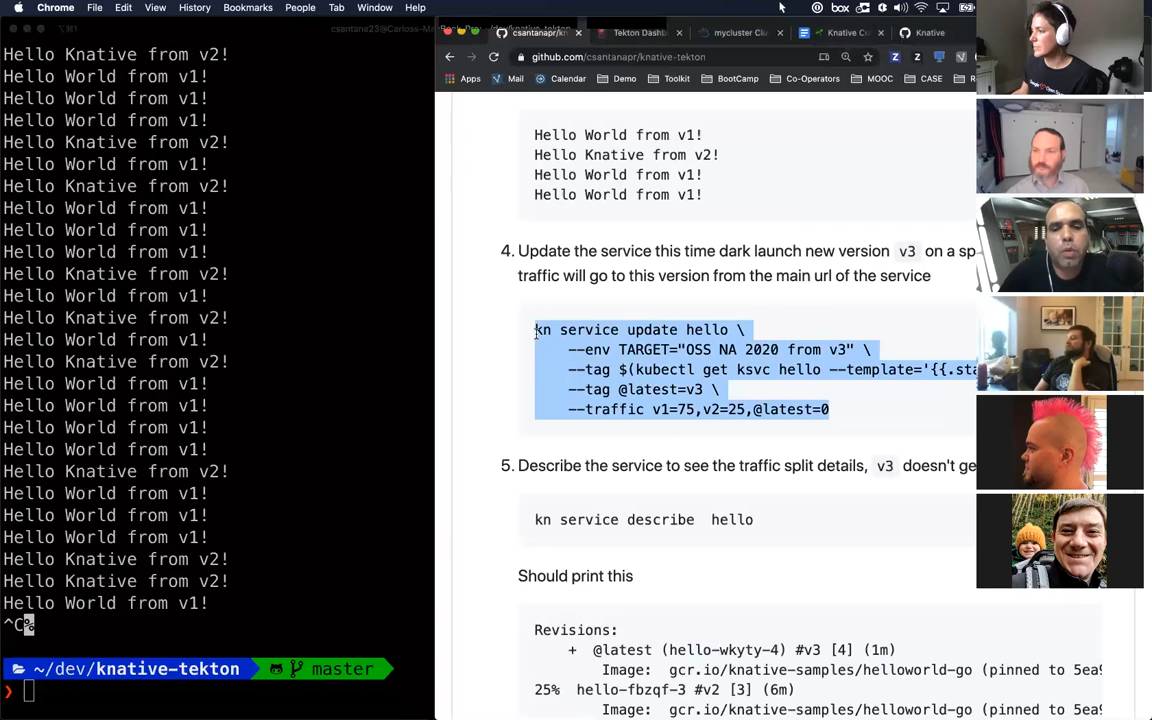 Chrome File Edit View History Bookmarks People Tab Window Help
box
csantanapr/kn
Tekton Dashb
mycluster Clu
Knative C
Knative
github.com/csantanapr/knative-tekton
Apps Mail Calendar Demo Toolkit BootCamp Co-Operators MOOC CASE
Hello Knative from v2!
Hello World from v1!
Hello World from v1!
Hello World from v1!
Hello Knative from v2!
Hello World from v1!
Hello Knative from v2!
Hello World from v1!
Hello World from v1!
Hello World from v1!
Hello Knative from v2!
Hello World from v1!
Hello Knative from v2!
Hello World from v1!
Hello Knative from v2!
Hello World from v1!
Hello World from v1!
Hello World from v1!
Hello World from v1!
Hello Knative from v2!
Hello World from v1!
Hello World from v1!
Hello World from v1!
Hello Knative from v2!
Hello Knative from v2!
Hello World from v1!
^C%
~/dev/knative-tekton master
Hello World from v1!
Hello Knative from v2!
Hello World from v1!
Hello World from v1!
4. Update the service this time dark launch new version v3 on a sp
traffic will go to this version from the main url of the service
kn service update hello \
--env TARGET="OSS NA 2020 from v3" \
--tag $(kubectl get ksvc hello --template='{{.sta
--tag @latest=v3 \
--traffic v1=75,v2=25,@latest=0
5. Describe the service to see the traffic split details, v3 doesn't ge
kn service describe  hello
Should print this
Revisions:
+ @latest (hello-wkyty-4) #v3 [4] (1m)
Image: gcr.io/knative-samples/helloworld-go (pinned to 5ea9
25% hello-fbzqf-3 #v2 [3] (6m)
Image: gcr.io/knative-samples/helloworld-go (pinned to 5ea9